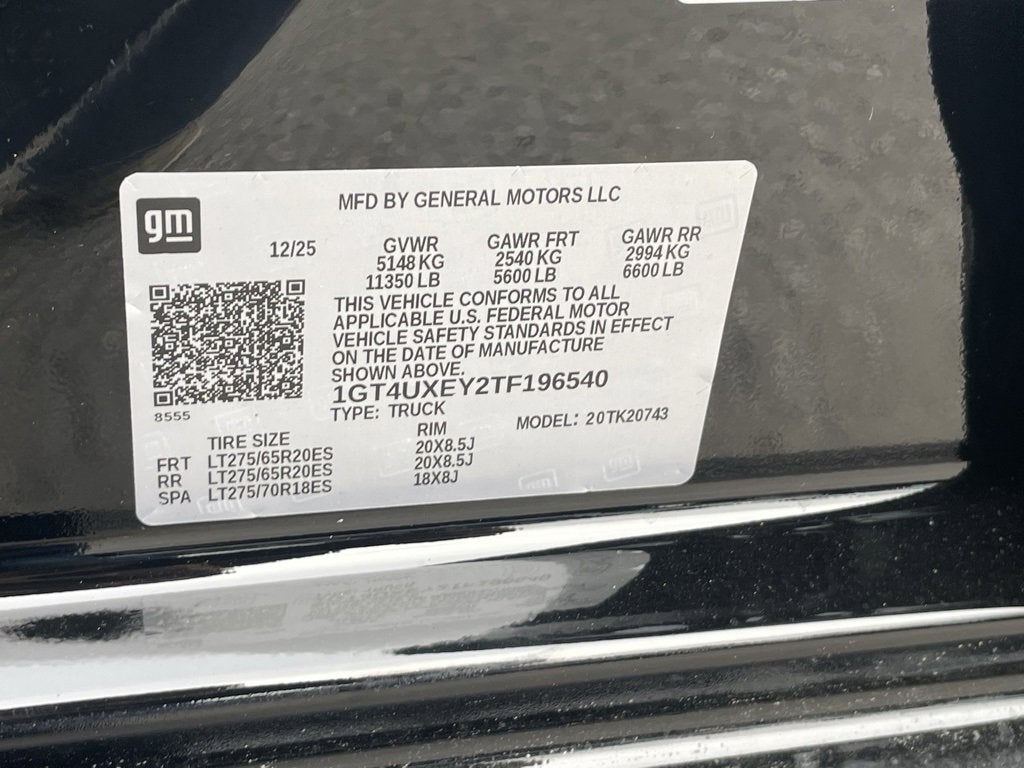 MFD BY GENERAL MOTORS LLC
gm
12/25
GVWR GAWR FRT GAWR RR
5148 KG 2540 KG 2994 KG
11350 LB 5600 LB 6600 LB
THIS VEHICLE CONFORMS TO ALL
APPLICABLE U.S. FEDERAL MOTOR
VEHICLE SAFETY STANDARDS IN EFFECT
ON THE DATE OF MANUFACTURE
SHOWN ABOVE.
1GT4UXEY2TF196540
8555
TYPE: TRUCK MODEL: 20TK20743
TIRE SIZE RIM
FRT LT275/65R20ES 20X8.5J
RR LT275/65R20ES 20X8.5J
SPA LT275/70R18ES 18X8J